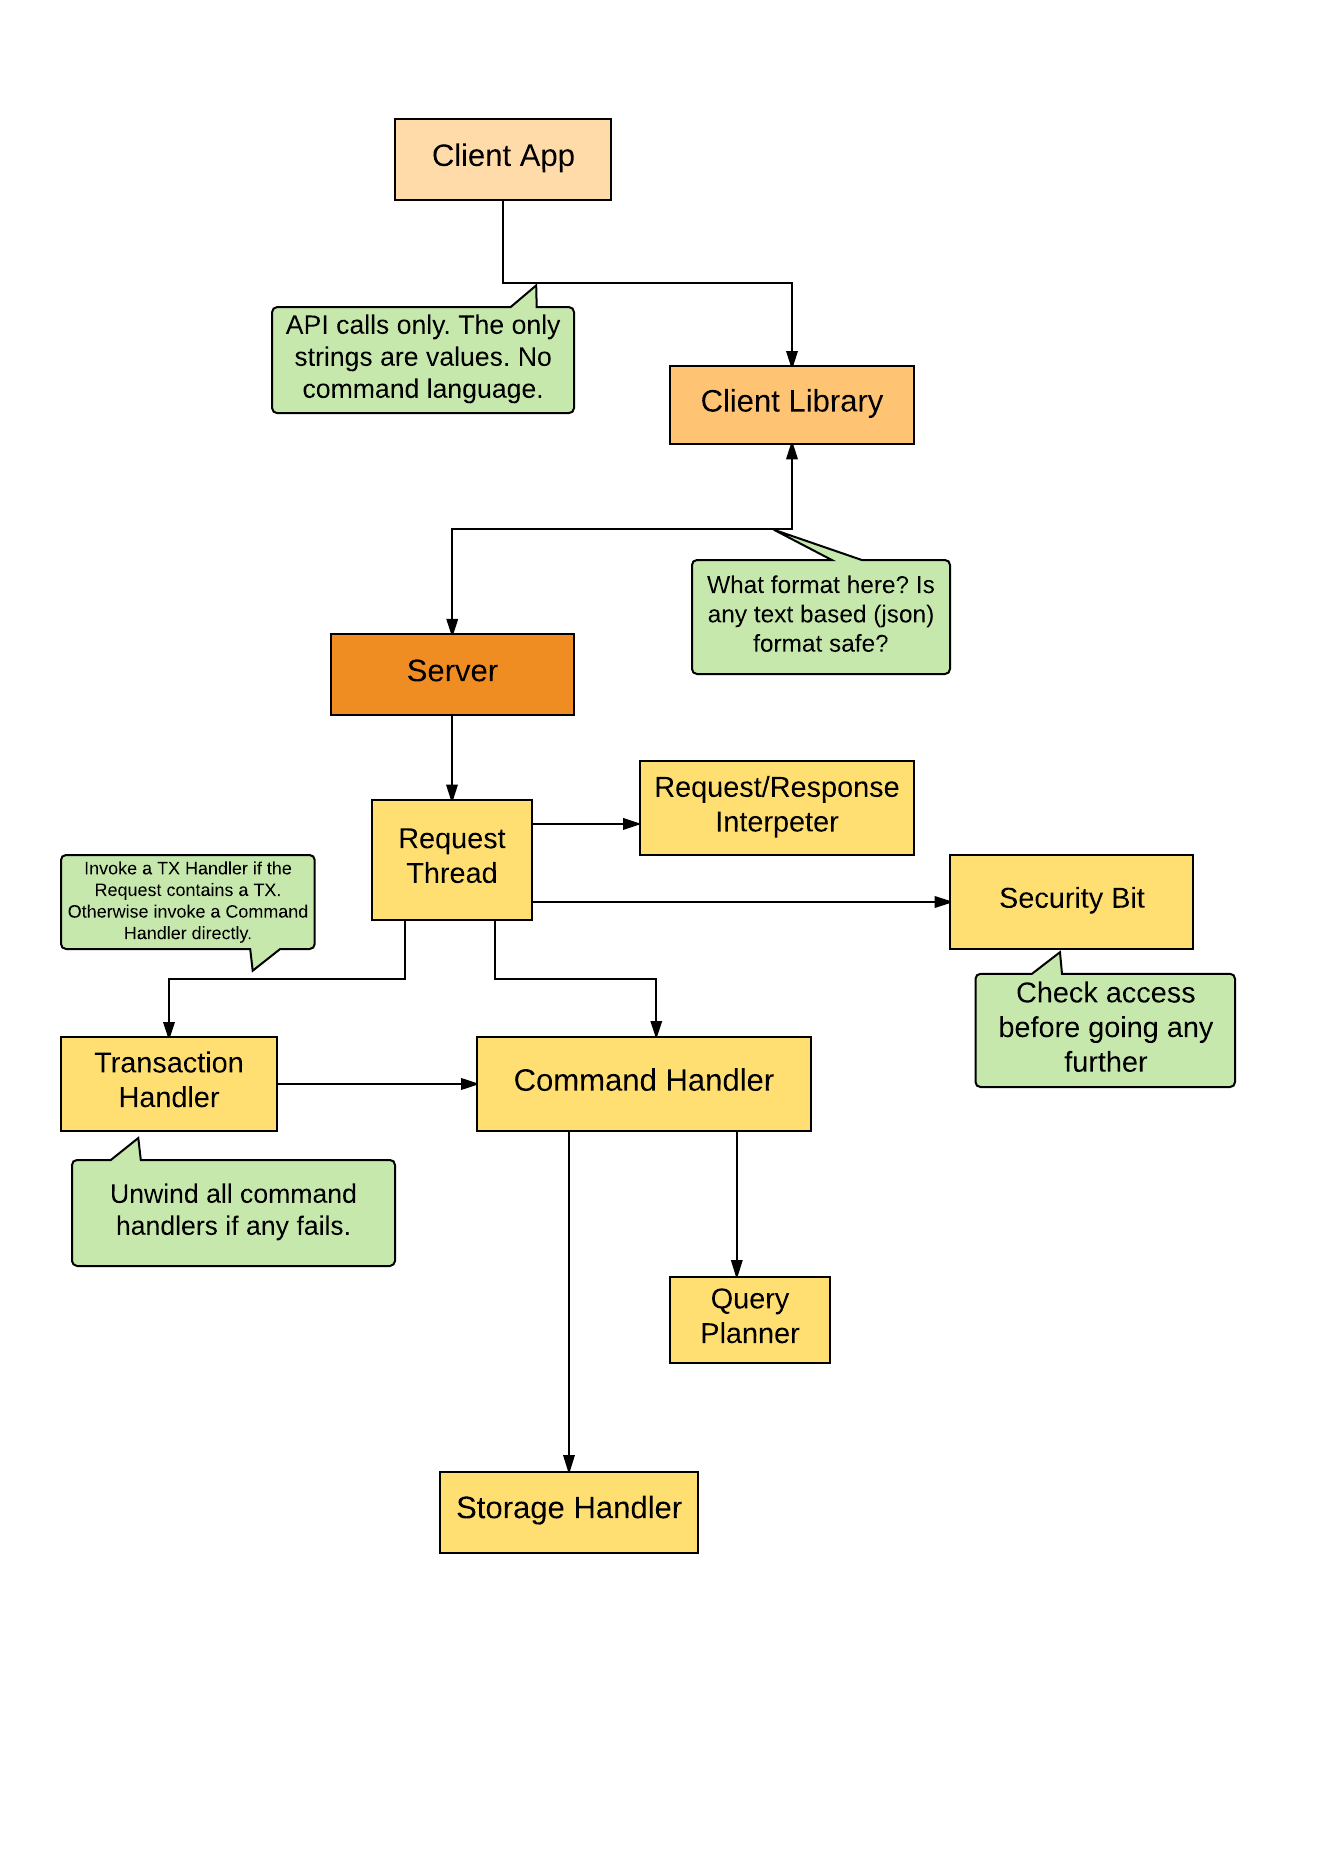 Client App
API calls only. The only
strings are values. No
command language.
Client Library
What format here? Is
any text based (json)
format safe?
Server
Request/Response
Interpeter
Request
Thread
Invoke a TX Handler if the
Request contains a TX.
Otherwise invoke a Command
Handler directly.
Security Bit
Check access
before going any
further
Transaction
Handler
Command Handler
Unwind all command
handlers if any fails.
Query
Planner
Storage Handler